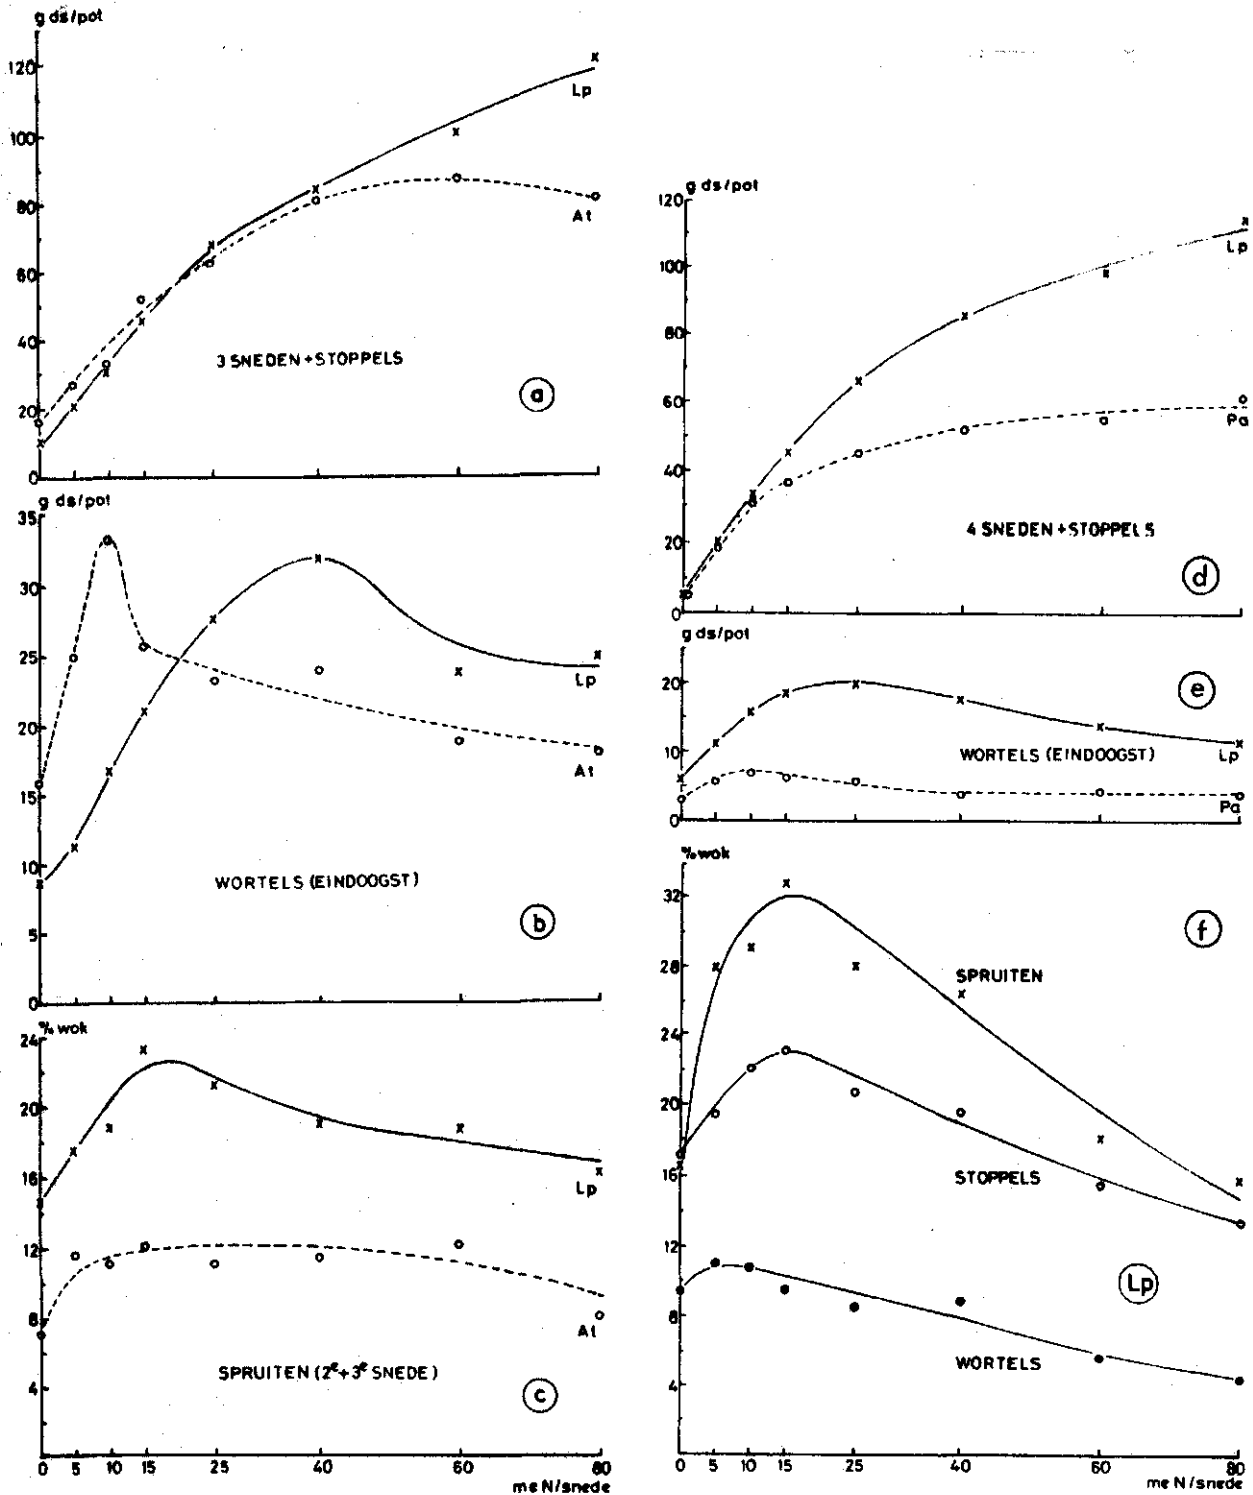 g ds/pot
120
100
80
60
40
20
0
Lp
At
3 SNEDEN + STOPPELS
a
g ds/pot
35
30
25
20
15
10
5
0
Lp
At
WORTELS (EINDOOGST)
b
% wok
24
20
16
12
8
4
Lp
At
SPRUITEN (2e+3e SNEDE)
c
0 5 10 15 25 40 60 80
me N/snede
g ds/pot
120
100
80
60
40
20
0
Lp
Pa
4 SNEDEN + STOPPELS
d
g ds/pot
20
10
0
e
WORTELS (EINDOOGST)
Lp
Pa
% wok
32
28
24
20
16
12
8
4
f
SPRUITEN
STOPPELS
Lp
WORTELS
0 5 10 15 25 40 60 80
me N/snede